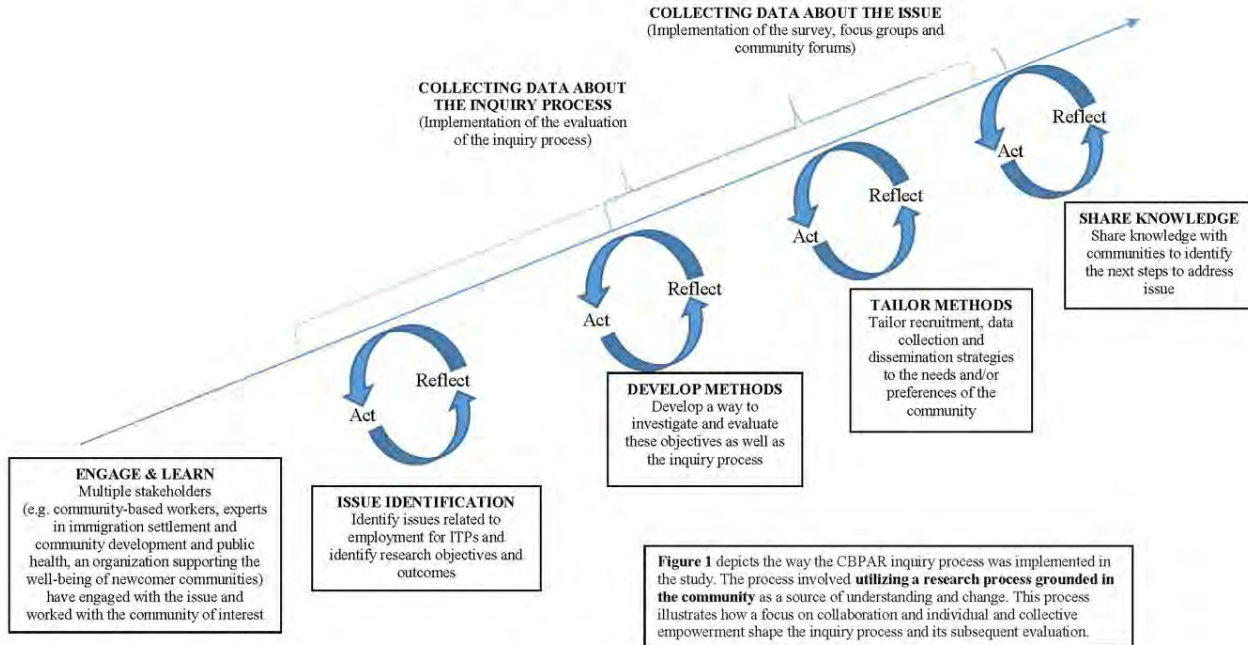 COLLECTING DATA ABOUT THE ISSUE
(Implementation of the survey, focus groups and
community forums)
COLLECTING DATA ABOUT
THE INQUIRY PROCESS
(Implementation of the evaluation
of the inquiry process)
Reflect
Act
Reflect
Act
Reflect
Act
Reflect
Act
ENGAGE & LEARN
Multiple stakeholders
(e.g. community-based workers, experts
in immigration settlement and
community development and public
health, an organization supporting the
well-being of newcomer communities)
have engaged with the issue and
worked with the community of interest
ISSUE IDENTIFICATION
Identify issues related to
employment for ITPs and
identify research objectives and
outcomes
DEVELOP METHODS
Develop a way to
investigate and evaluate
these objectives as well as
the inquiry process
TAILOR METHODS
Tailor recruitment, data
collection and
dissemination strategies
to the needs and/or
preferences of the
community
SHARE KNOWLEDGE
Share knowledge with
communities to identify
the next steps to address
issue
Figure 1 depicts the way the CBPAR inquiry process was implemented in
the study. The process involved utilizing a research process grounded in
the community as a source of understanding and change. This process
illustrates how a focus on collaboration and individual and collective
empowerment shape the inquiry process and its subsequent evaluation.